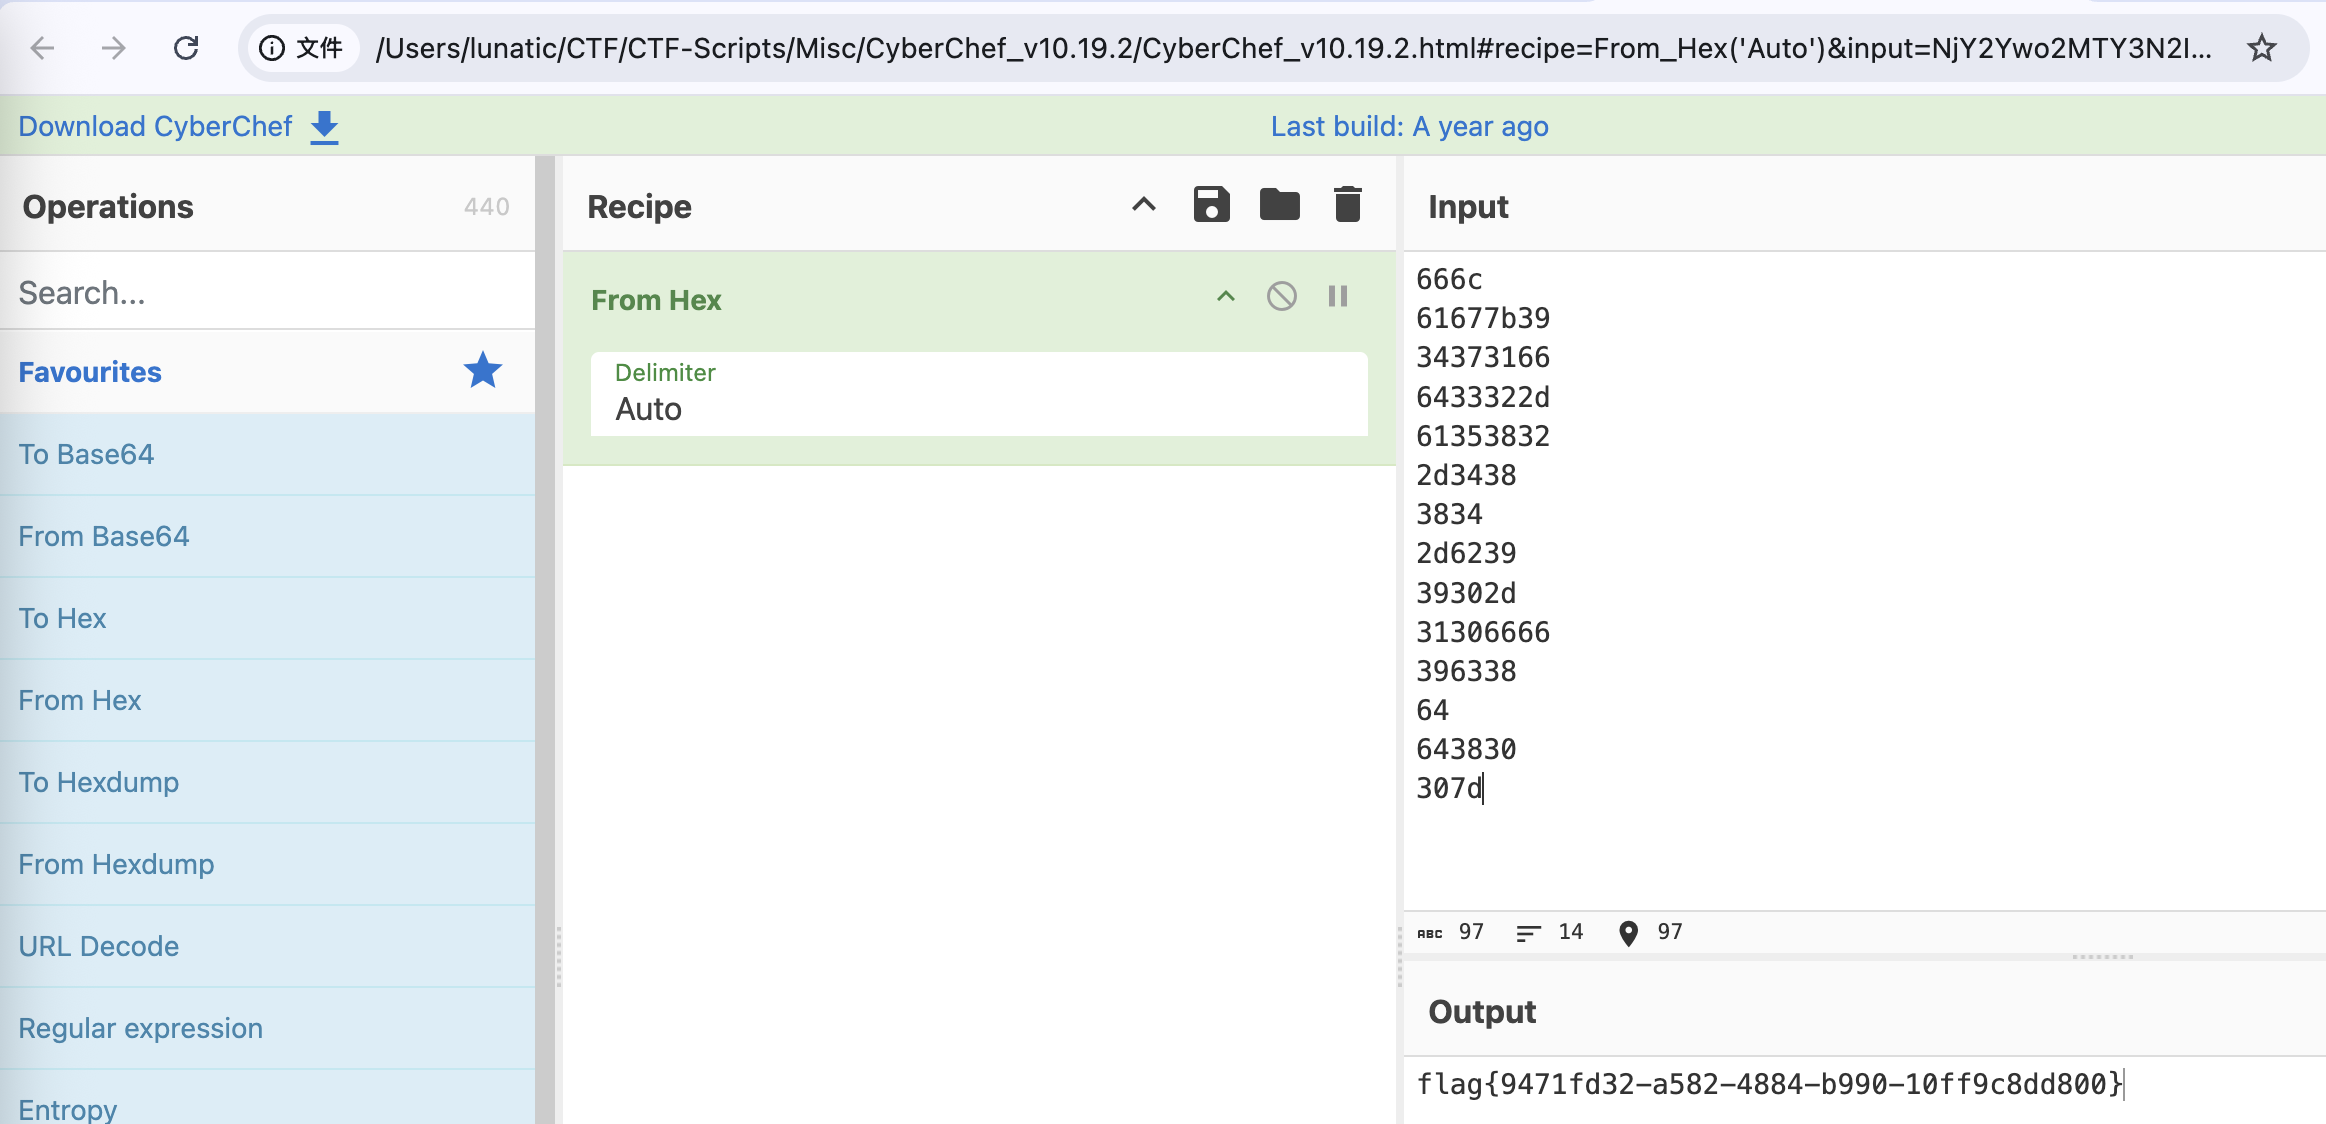 文件 /Users/lunatic/CTF/CTF-Scripts/Misc/CyberChef_v10.19.2/CyberChef_v10.19.2.html#recipe=From_Hex('Auto')&input=NjY2Ywo2MTY3N2I...
Download CyberChef
Last build: A year ago
Operations 440
Search...
Favourites
To Base64
From Base64
To Hex
From Hex
To Hexdump
From Hexdump
URL Decode
Regular expression
Entropy
Recipe
From Hex
Delimiter
Auto
Input
666c
61677b39
34373166
6433322d
61353832
2d3438
3834
2d6239
39302d
31306666
396338
64
643830
307d
ABC 97 14 97
Output
flag{9471fd32-a582-4884-b990-10ff9c8dd800}